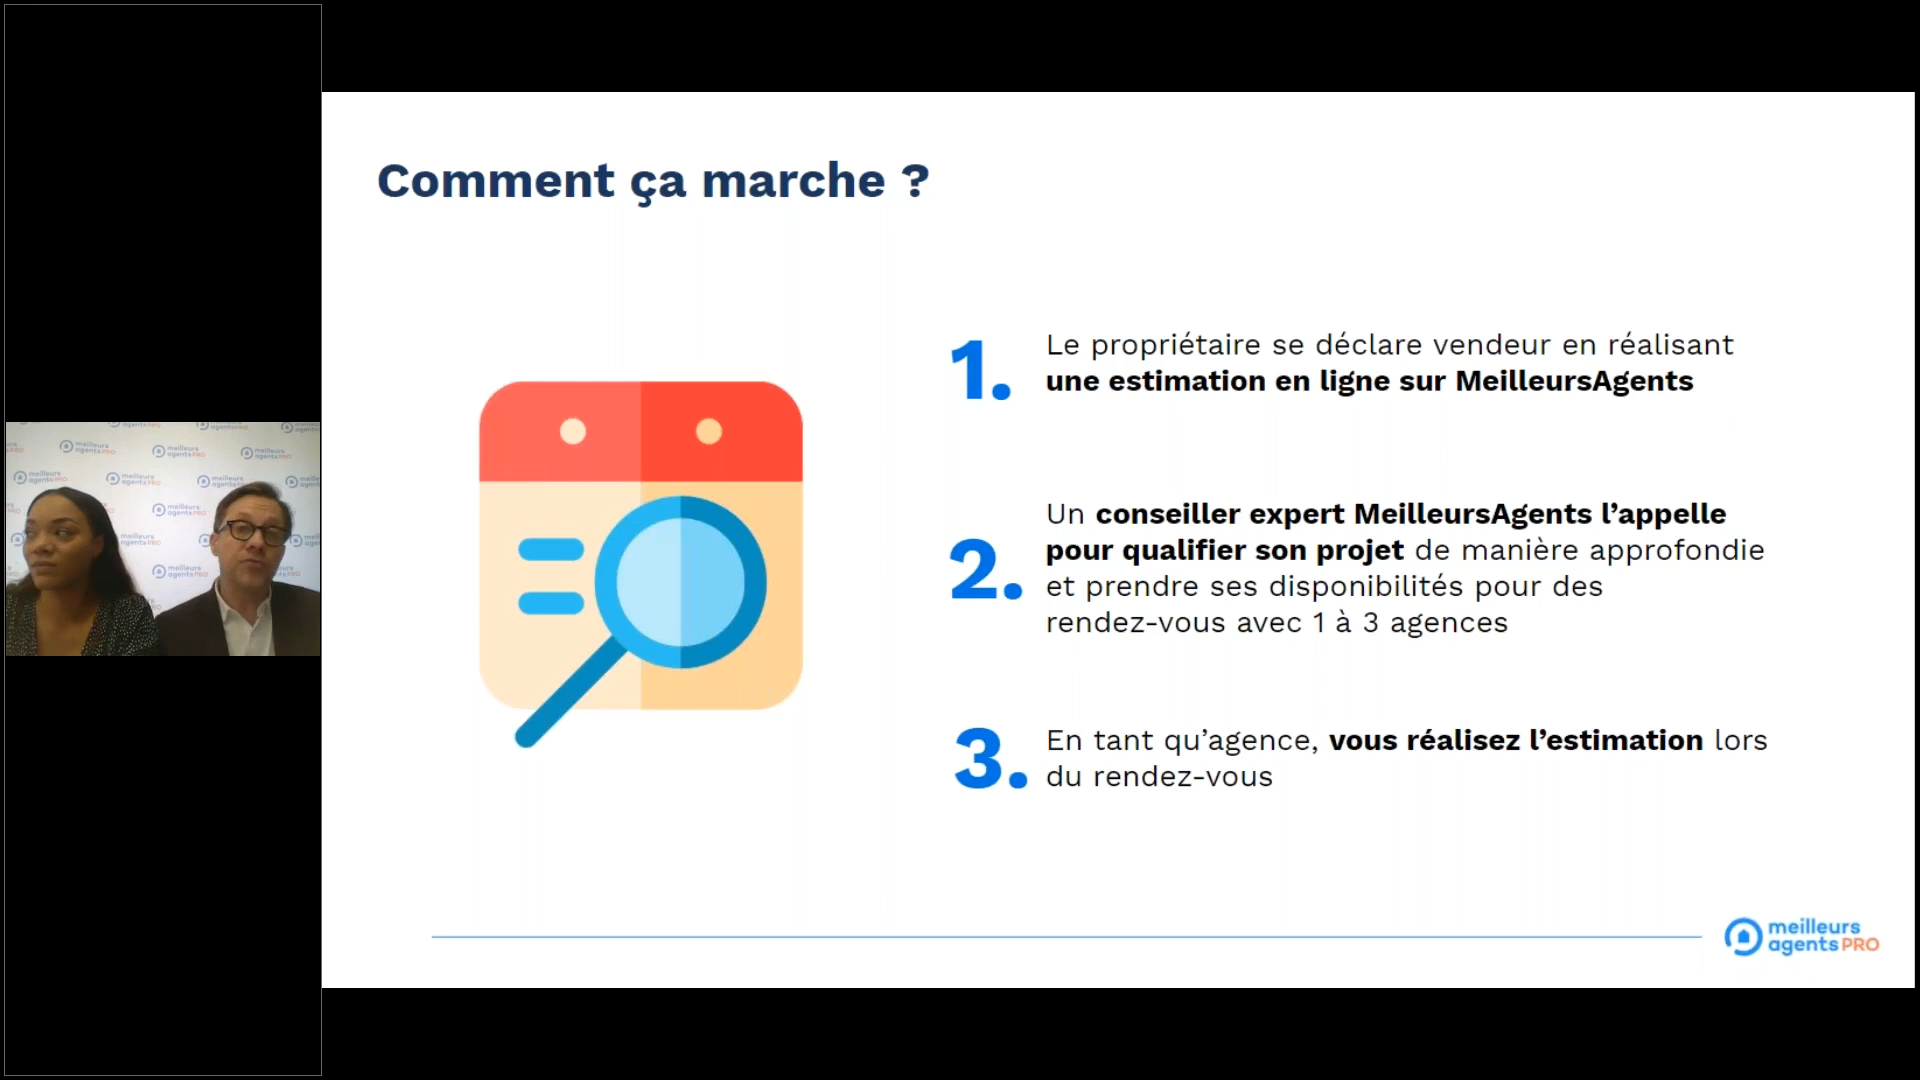 Comment ça marche ?
1.
Le propriétaire se déclare vendeur en réalisant
une estimation en ligne sur MeilleursAgents
2.
Un conseiller expert MeilleursAgents l’appelle
pour qualifier son projet de manière approfondie
et prendre ses disponibilités pour des
rendez-vous avec 1 à 3 agences
3.
En tant qu’agence, vous réalisez l’estimation lors
du rendez-vous
meilleurs
agents PRO